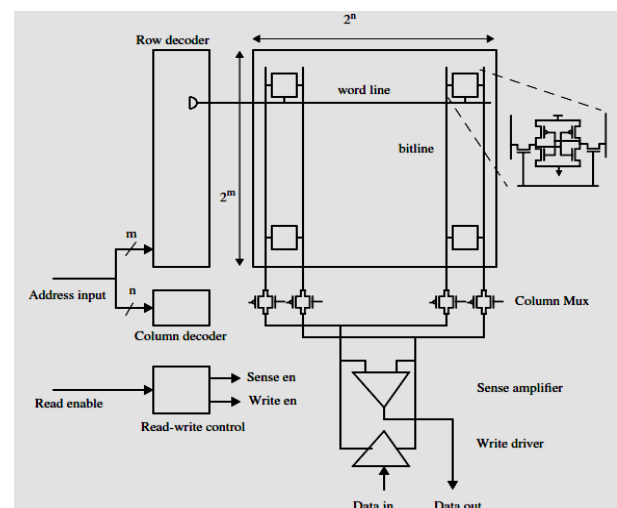 Row decoder
2ⁿ
word line
bitline
2ᵐ
m
Address input
n
Column decoder
Column Mux
Sense en
Write en
Read enable
Read-write control
Sense amplifier
Write driver
Data in
Data out